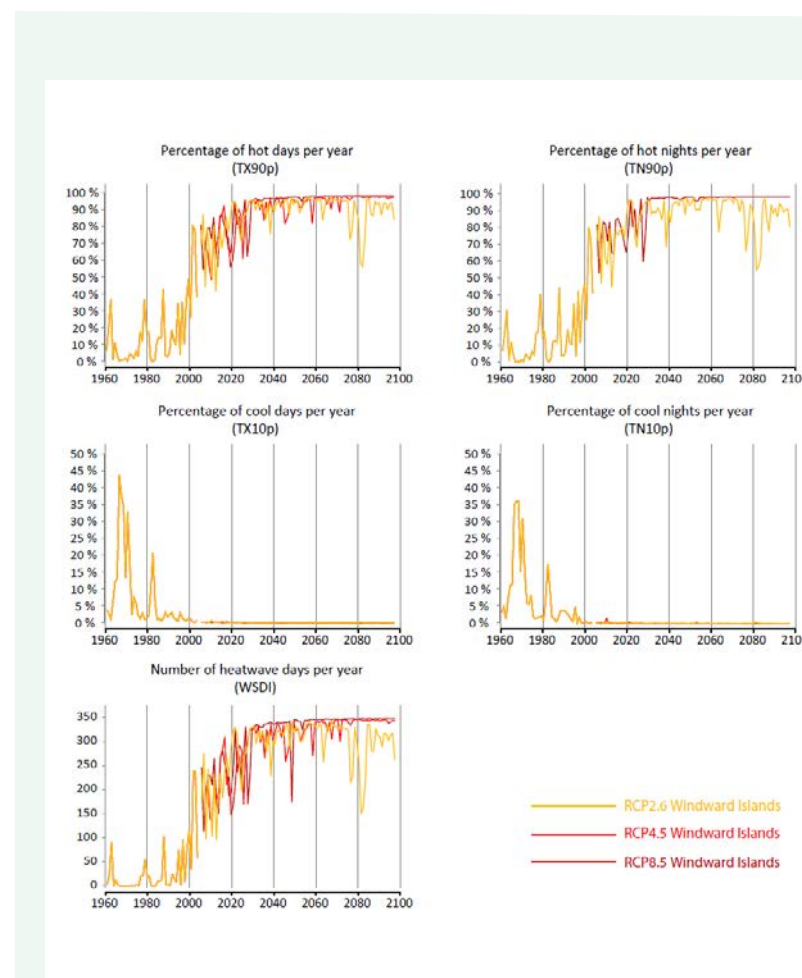 Percentage of hot days per year
(TX90p)
100 %
90 %
80 %
70 %
60 %
50 %
40 %
30 %
20 %
10 %
0 %
1960 1980 2000 2020 2040 2060 2080 2100
Percentage of hot nights per year
(TN90p)
100 %
90 %
80 %
70 %
60 %
50 %
40 %
30 %
20 %
10 %
0 %
1960 1980 2000 2020 2040 2060 2080 210
Percentage of cool days per year
(TX10p)
50 %
45 %
40 %
35 %
30 %
25 %
20 %
15 %
10 %
5 %
0 %
1960 1980 2000 2020 2040 2060 2080 2100
Percentage of cool nights per year
(TN10p)
50 %
45 %
40 %
35 %
30 %
25 %
20 %
15 %
10 %
5 %
0 %
1960 1980 2000 2020 2040 2060 2080 210
Number of heatwave days per year
(WSDI)
350
300
250
200
150
100
50
0
1960 1980 2000 2020 2040 2060 2080 2100
RCP2.6 Windward Islands
RCP4.5 Windward Islands
RCP8.5 Windward Islands